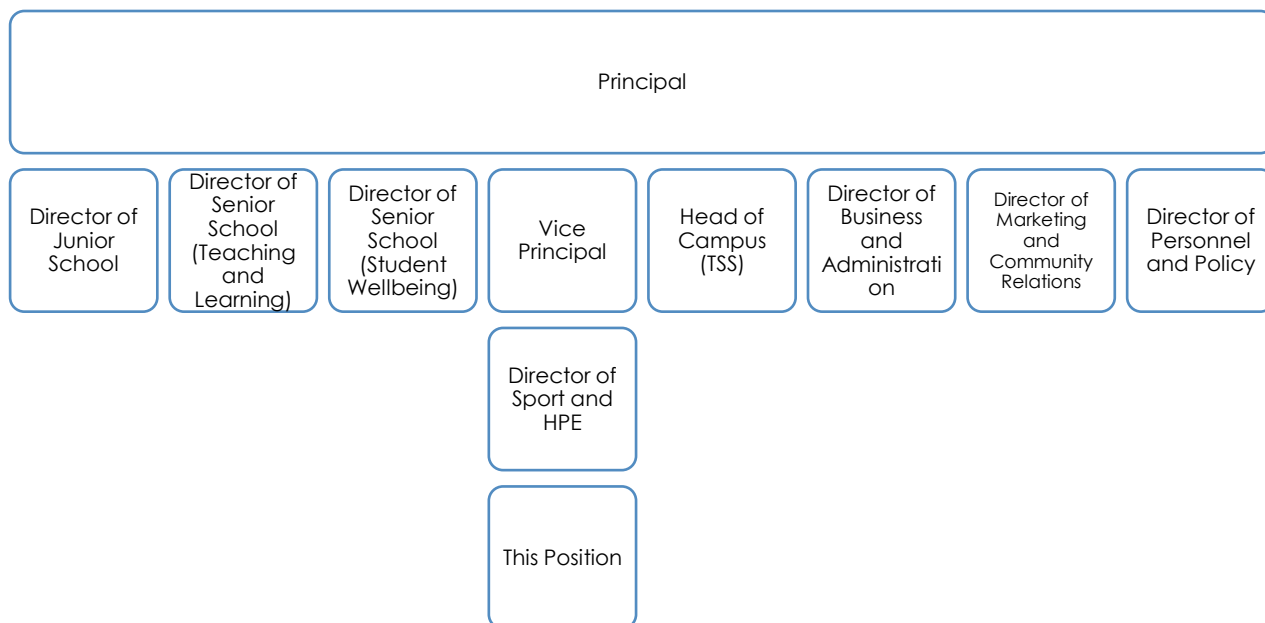 Principal
Director of
Junior
School
Director of
Senior
School
(Teaching
and
Learning)
Director of
Senior
School
(Student
Wellbeing)
Vice
Principal
Head of
Campus
(TSS)
Director of
Business
and
Administrati
on
Director of
Marketing
and
Community
Relations
Director of
Personnel
and Policy
Director of
Sport and
HPE
This Position